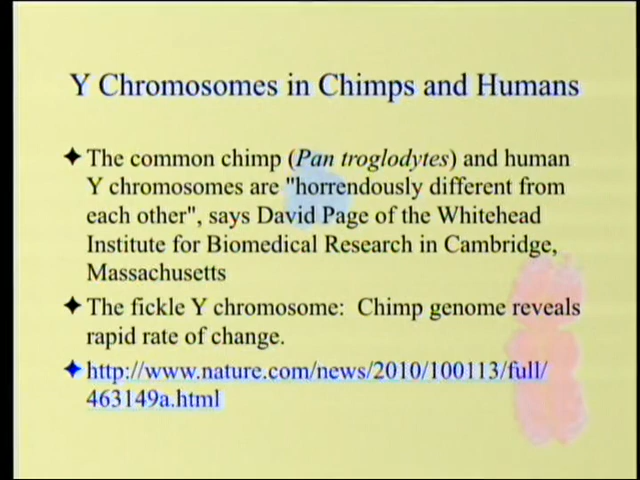 Y Chromosomes in Chimps and Humans
The common chimp (Pan troglodytes) and human
Y chromosomes are "horrendously different from
each other", says David Page of the Whitehead
Institute for Biomedical Research in Cambridge,
Massachusetts
The fickle Y chromosome: Chimp genome reveals
rapid rate of change.
http://www.nature.com/news/2010/100113/full/
463149a.html